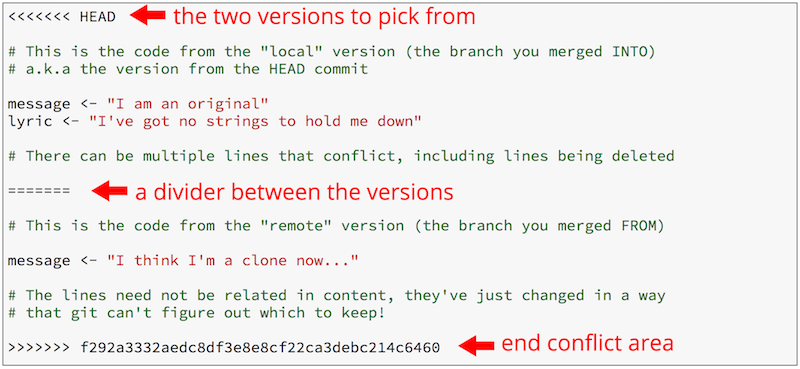 <<<<<<< HEAD the two versions to pick from
# This is the code from the "local" version (the branch you merged INTO)
# a.k.a the version from the HEAD commit
message <- "I am an original"
lyric <- "I've got no strings to hold me down"
# There can be multiple lines that conflict, including lines being deleted
======= a divider between the versions
# This is the code from the "remote" version (the branch you merged FROM)
message <- "I think I'm a clone now..."
# The lines need not be related in content, they've just changed in a way
# that git can't figure out which to keep!
>>>>>>> f292a3332aedc8df3e8e8cf22ca3debc214c6460 end conflict area